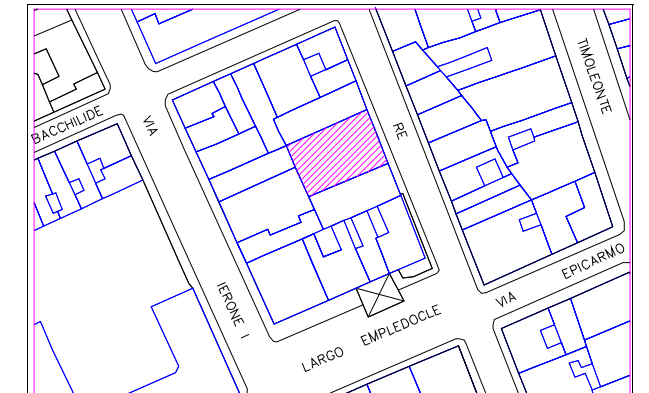 TIMOLEONTE
BACCHILIDE
VIA
RE
IERONE I
VIA
EPICARMO
LARGO EMPLEDOCLE